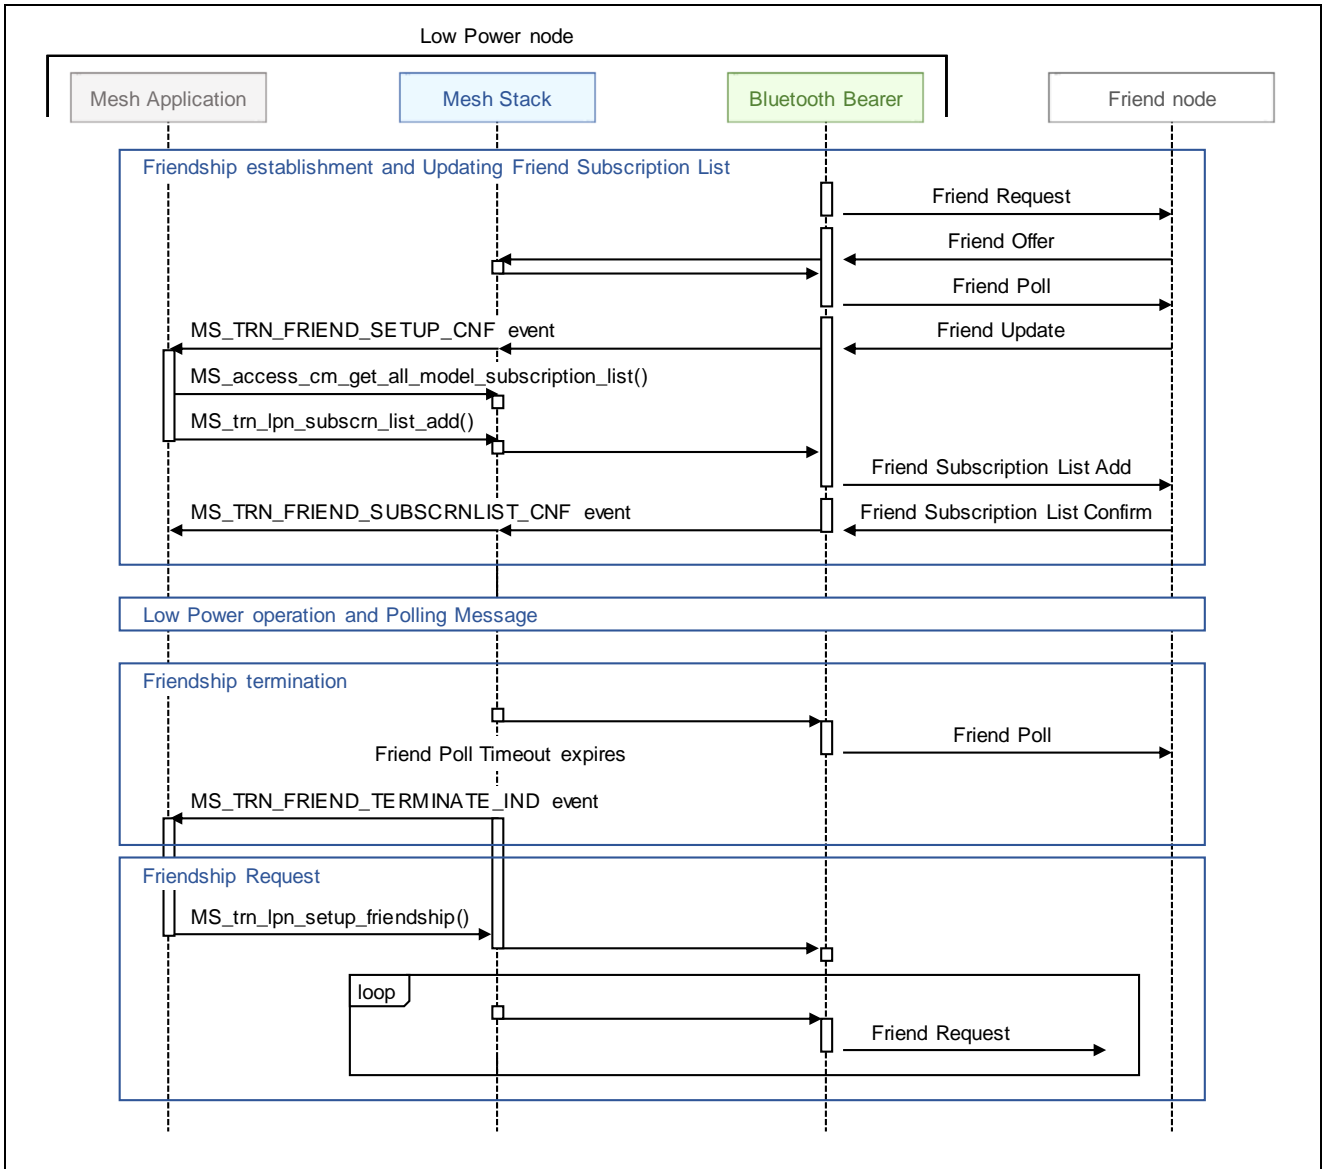 Low Power node
Mesh Application
Mesh Stack
Bluetooth Bearer
Friend node
Friendship establishment and Updating Friend Subscription List
Friend Request
Friend Offer
Friend Poll
MS_TRN_FRIEND_SETUP_CNF event
Friend Update
MS_access_cm_get_all_model_subscription_list()
MS_trn_lpn_subscrn_list_add()
Friend Subscription List Add
MS_TRN_FRIEND_SUBSCRNLIST_CNF event
Friend Subscription List Confirm
Low Power operation and Polling Message
Friendship termination
Friend Poll
Friend Poll Timeout expires
MS_TRN_FRIEND_TERMINATE_IND event
Friendship Request
MS_trn_lpn_setup_friendship()
loop
Friend Request